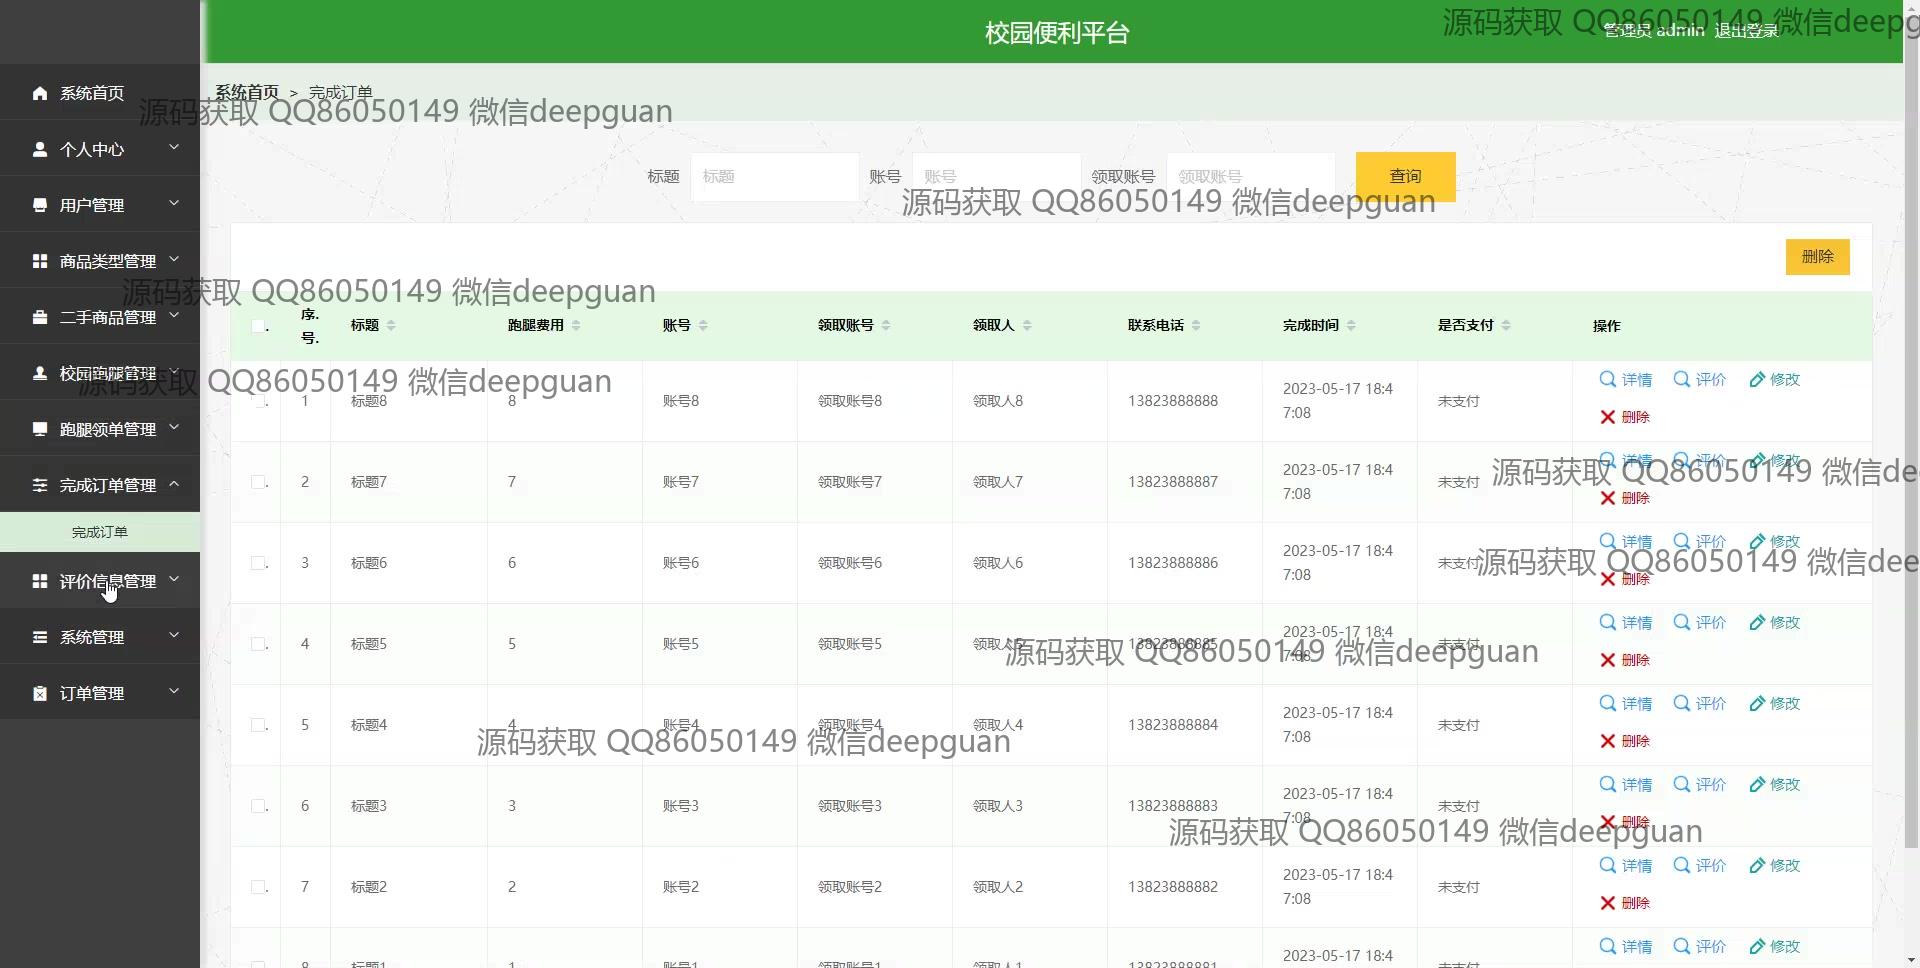 校园便利平台
管理员 admin 退出登录
源码获取 QQ86050149 微信deepg
系统首页
个人中心
用户管理
商品类型管理
二手商品管理
校园跑腿管理
跑腿领单管理
完成订单管理
完成订单
评价信息管理
系统管理
订单管理
系统首页 > 完成订单
源码获取 QQ86050149 微信deepguan
标题 标题 账号 账号 领取账号 领取账号 查询
源码获取 QQ86050149 微信deepguan
删除
源码获取 QQ86050149 微信deepguan
序.号. 标题 跑腿费用 账号 领取账号 领取人 联系电话 完成时间 是否支付 操作
源码获取 QQ86050149 微信deepguan
1 标题8 8 账号8 领取账号8 领取人8 13823888888 2023-05-17 18:47:08 未支付 详情 评价 修改 删除
2 标题7 7 账号7 领取账号7 领取人7 13823888887 2023-05-17 18:47:08 未支付 详情 评价 修改 删除
源码获取 QQ86050149 微信dee
3 标题6 6 账号6 领取账号6 领取人6 13823888886 2023-05-17 18:47:08 未支付 详情 评价 修改 删除
源码获取 QQ86050149 微信dee
4 标题5 5 账号5 领取账号5 领取人5 13823888885 2023-05-17 18:47:08 未支付 详情 评价 修改 删除
源码获取 QQ86050149 微信deepguan
5 标题4 4 账号4 领取账号4 领取人4 13823888884 2023-05-17 18:47:08 未支付 详情 评价 修改 删除
源码获取 QQ86050149 微信deepguan
6 标题3 3 账号3 领取账号3 领取人3 13823888883 2023-05-17 18:47:08 未支付 详情 评价 修改 删除
源码获取 QQ86050149 微信deepguan
7 标题2 2 账号2 领取账号2 领取人2 13823888882 2023-05-17 18:47:08 未支付 详情 评价 修改 删除
8 标题1 1 账号1 领取账号1 领取人1 13823888881 2023-05-17 18:4 未支付 详情 评价 修改